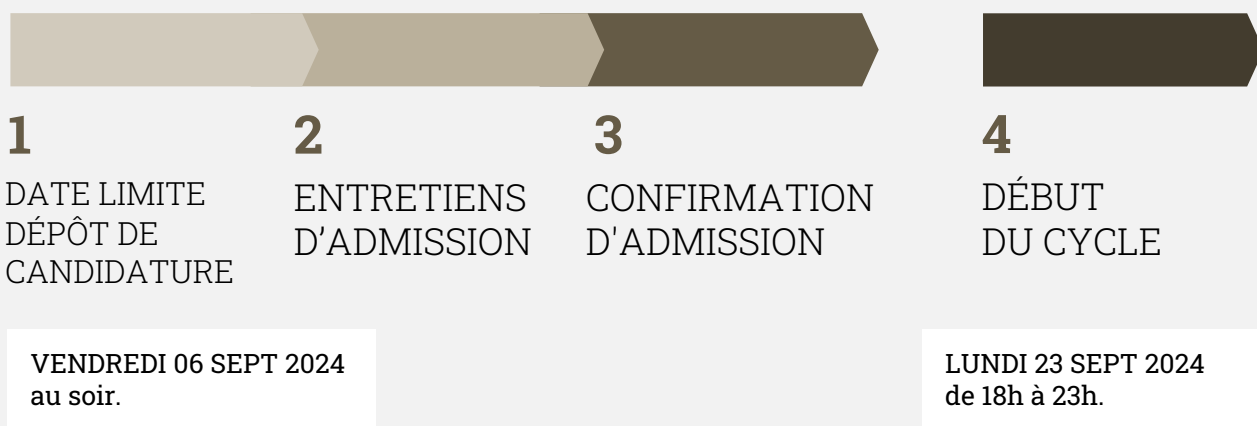 1
DATE LIMITE
DÉPÔT DE
CANDIDATURE
2
ENTRETIENS
D’ADMISSION
3
CONFIRMATION
D'ADMISSION
4
DÉBUT
DU CYCLE
VENDREDI 06 SEPT 2024
au soir.
LUNDI 23 SEPT 2024
de 18h à 23h.